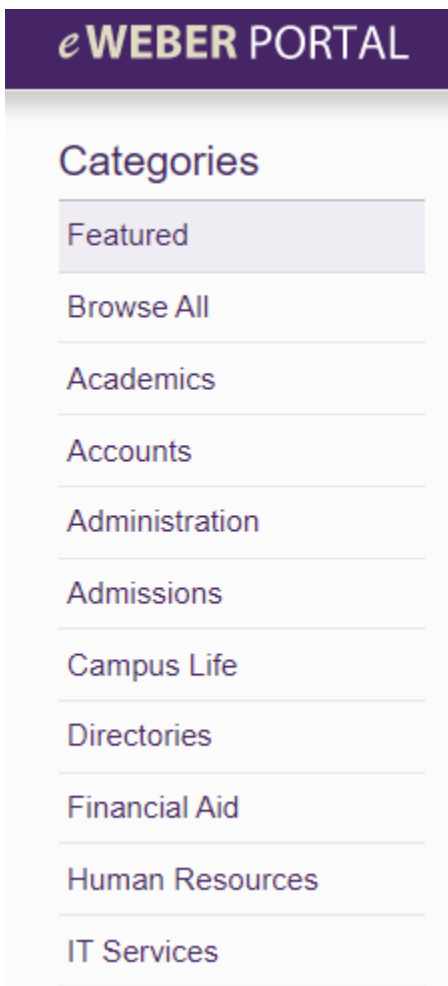 eWEBER PORTAL
Categories
Featured
Browse All
Academics
Accounts
Administration
Admissions
Campus Life
Directories
Financial Aid
Human Resources
IT Services